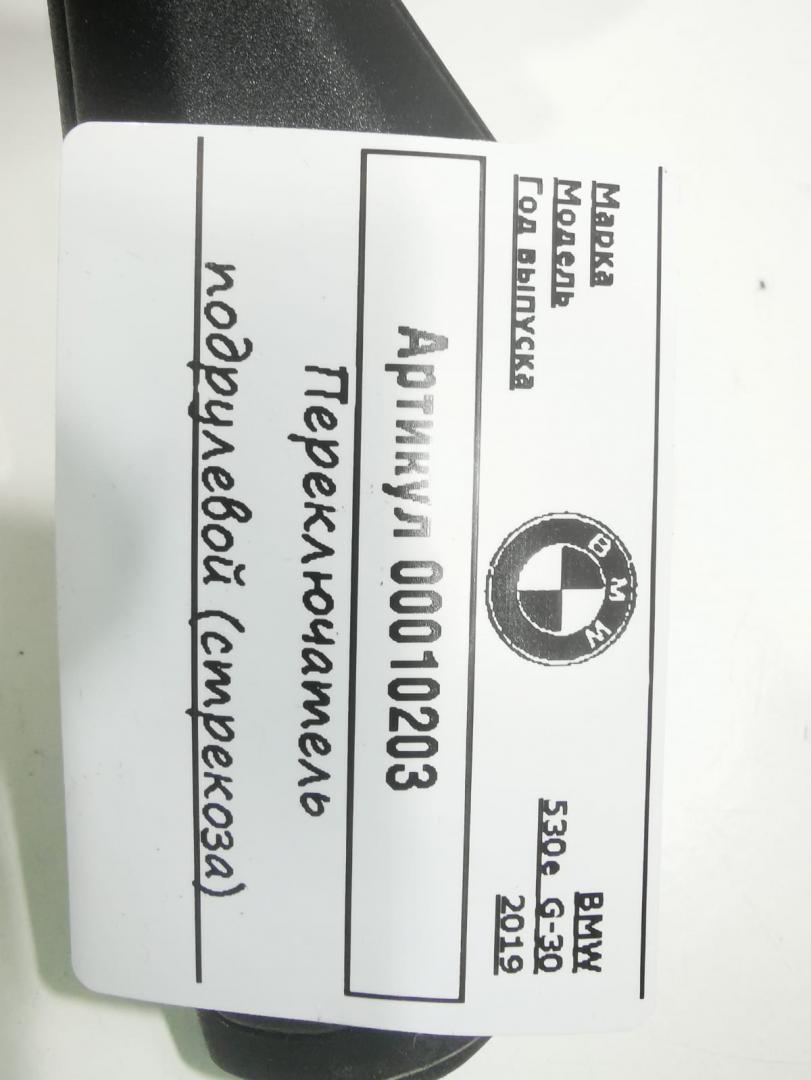 Марка BMW
Модель 530e G-30
Год выпуска 2019
BMW
Артикул 00010203
Переключатель
подрулевой (стрекоза)